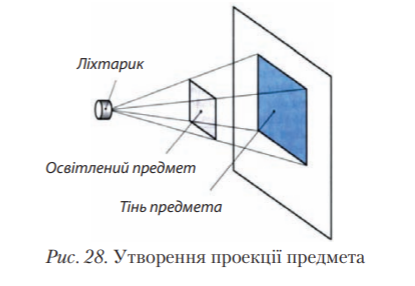 Ліхтарик
Освітлений предмет
Тінь предмета
Рис. 28. Утворення проекції предмета